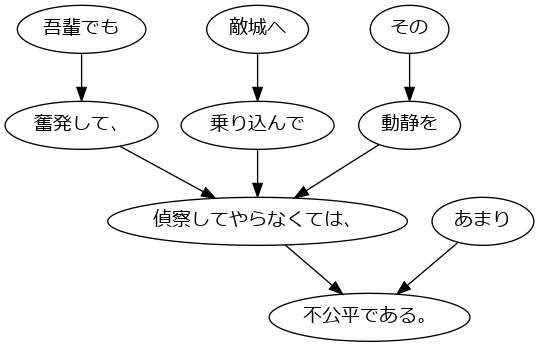 吾輩でも 敵城へ その
奮発して、 乗り込んで 動静を
偵察してやらなくては、 あまり
不公平である。